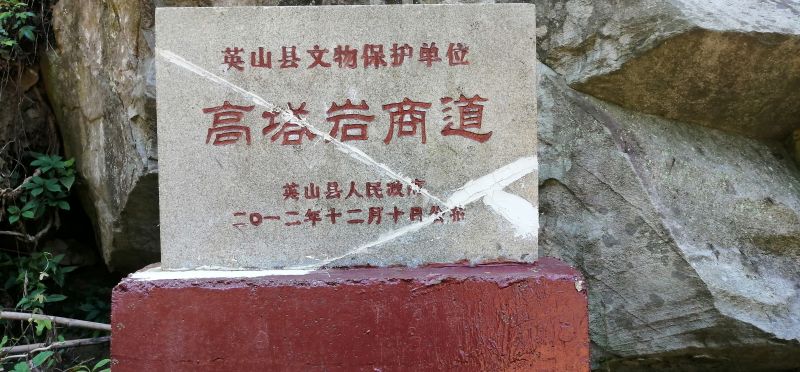 英山县文物保护单位
高塔岩商道
英山县人民政府
二〇一二年十二月十日公布